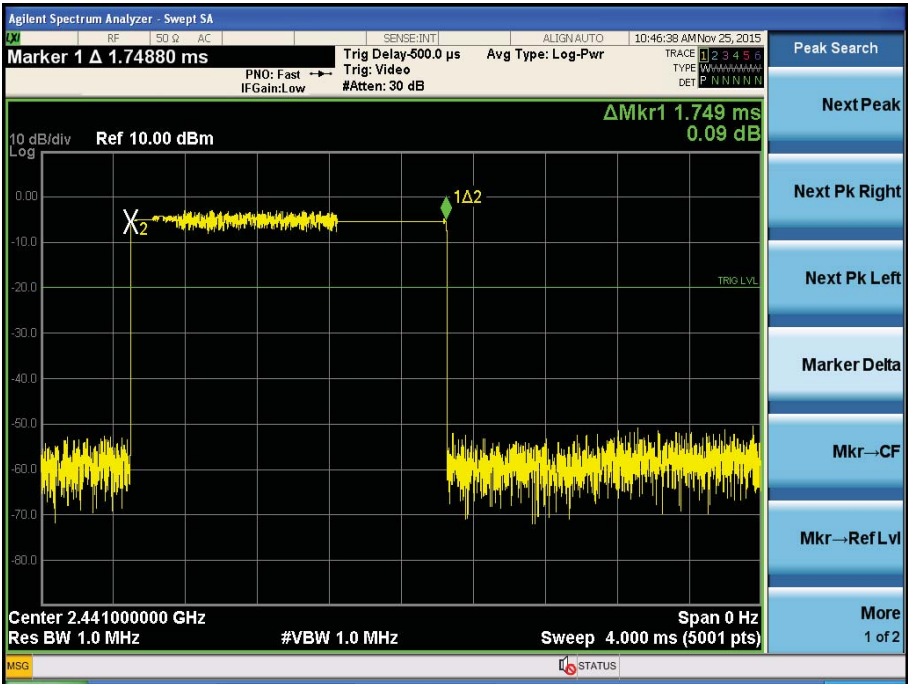 Agilent Spectrum Analyzer - Swept SA
LXI RF 50 Ω AC SENSE:INT ALIGN AUTO 10:46:38 AM Nov 25, 2015
Marker 1 Δ 1.74880 ms
PNO: Fast
IFGain:Low
Trig Delay-500.0 µs
Trig: Video
#Atten: 30 dB
Avg Type: Log-Pwr
TRACE 1 2 3 4 5 6
TYPE WWWWWWW
DET P N N N N N
Peak Search
ΔMkr1 1.749 ms
0.09 dB
10 dB/div Ref 10.00 dBm
Log
0.00
-10.0
-20.0
-30.0
-40.0
-50.0
-60.0
-70.0
-80.0
X2
1Δ2
TRIG LVL
Center 2.441000000 GHz
Span 0 Hz
Res BW 1.0 MHz
#VBW 1.0 MHz
Sweep 4.000 ms (5001 pts)
MSG
STATUS
Next Peak
Next Pk Right
Next Pk Left
Marker Delta
Mkr→CF
Mkr→Ref Lvl
More
1 of 2